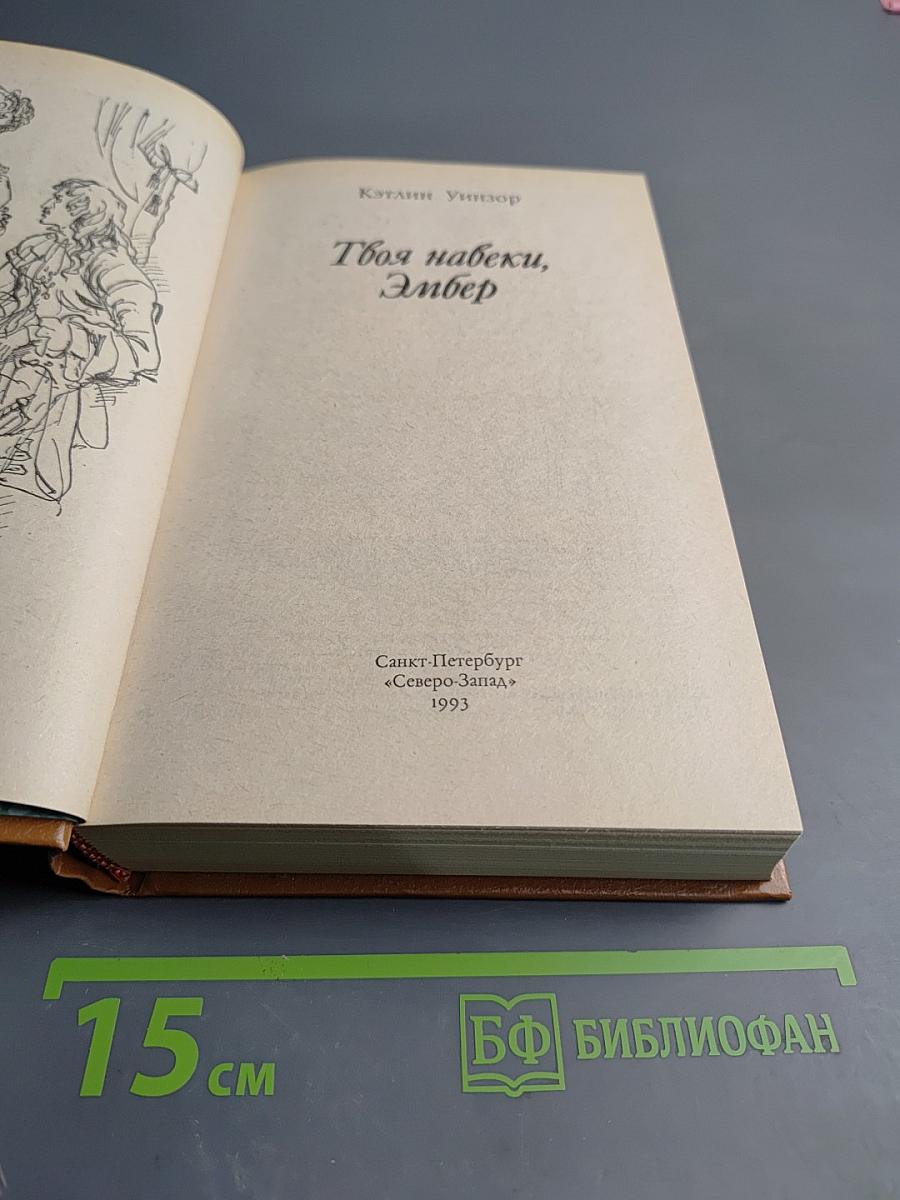 Кэтлин Уинзор
Твоя навеки,
Эмбер
Санкт-Петербург
«Северо-Запад»
1993
15 см
БФ БИБЛИОФАН